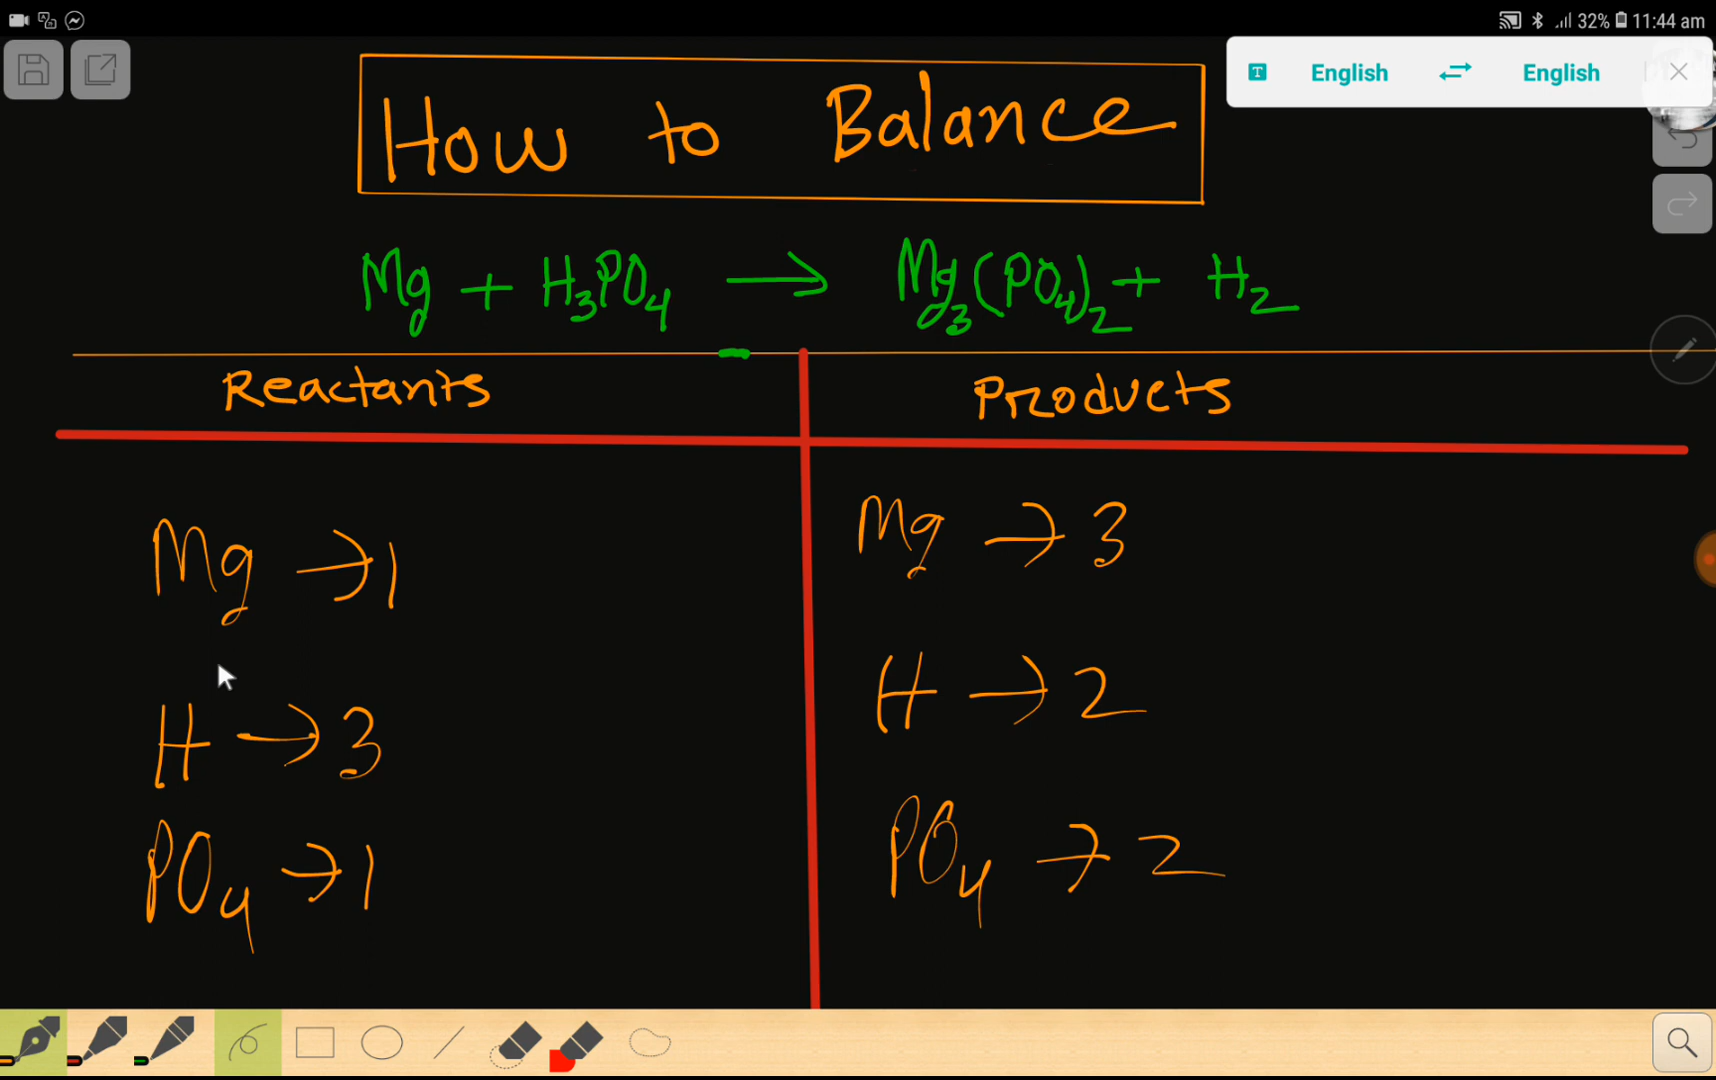 32% 11:44 am
English English
How to Balance
Mg + H₃PO₄ → Mg₃(PO₄)₂ + H₂
Reactants Products
Mg → 1 Mg → 3
H → 3 H → 2
PO₄ → 1 PO₄ → 2